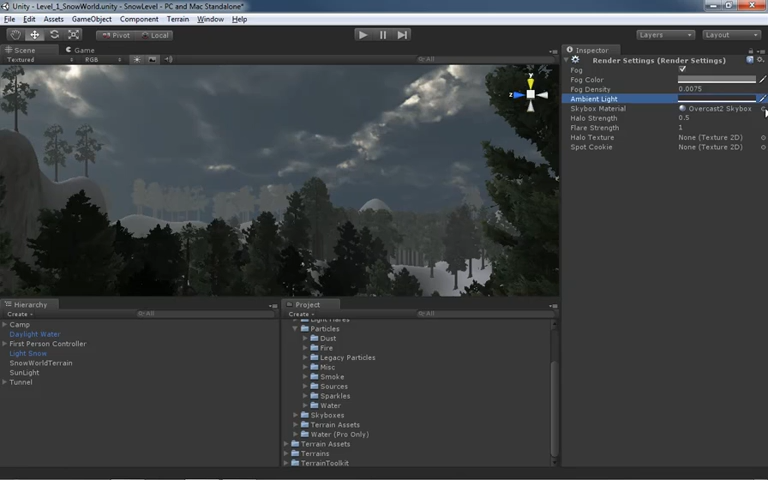 Unity - Level_1_SnowWorld.unity - SnowLevel - PC and Mac Standalone*
File Edit Assets GameObject Component Terrain Window Help
Pivot Local Layers Layout
Scene Game
Textured RGB All
y
z
Inspector
Render Settings (Render Settings)
Fog
Fog Color
Fog Density 0.0075
Ambient Light
Skybox Material Overcast2 Skybox
Halo Strength 0.5
Flare Strength 1
Halo Texture None (Texture 2D)
Spot Cookie None (Texture 2D)
Hierarchy
Create All
Camp
Daylight Water
First Person Controller
Light Snow
SnowWorldTerrain
SunLight
Tunnel
Project
Create All
Light Flares
Particles
Dust
Fire
Legacy Particles
Misc
Smoke
Sources
Sparkles
Water
Skyboxes
Terrain Assets
Water (Pro Only)
Terrain Assets
Terrains
TerrainToolkit